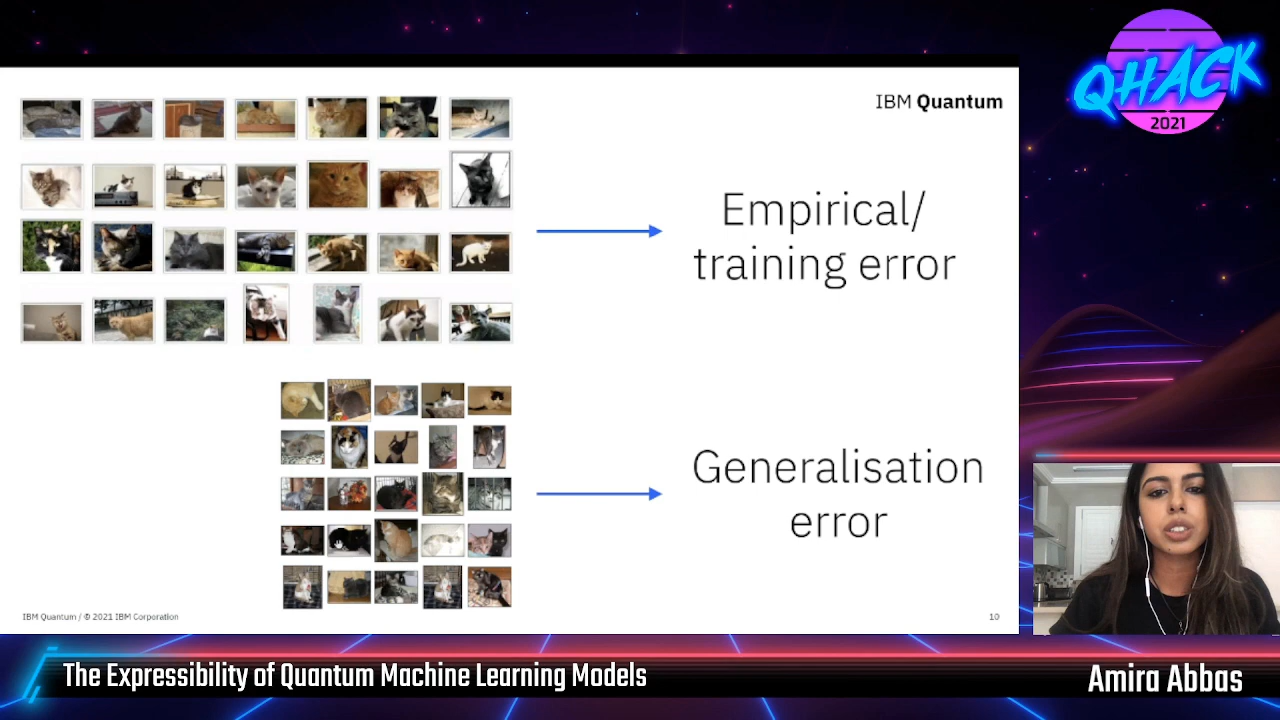 QHACK
2021
IBM Quantum
Empirical/
training error
Generalisation
error
IBM Quantum / © 2021 IBM Corporation
10
The Expressibility of Quantum Machine Learning Models
Amira Abbas